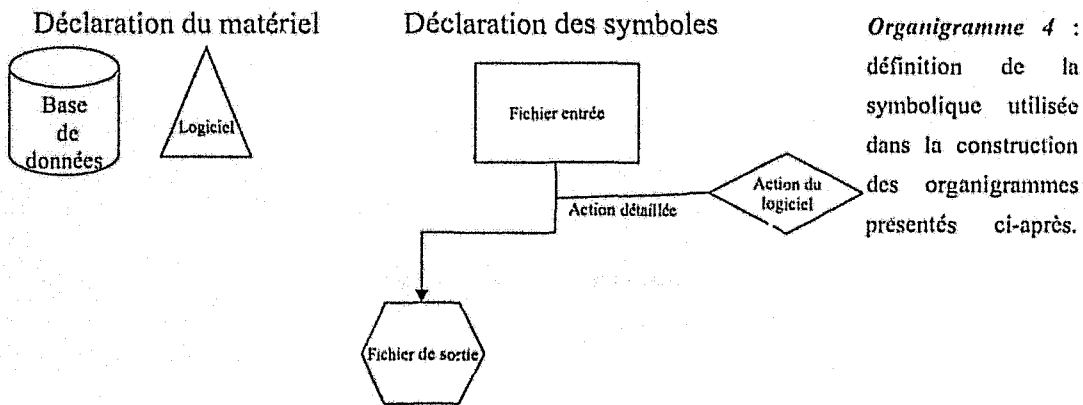 Déclaration du matériel
Déclaration des symboles
Base
de
données
Logiciel
Fichier entrée
Action détaillée
Action du
logiciel
Fichier de sortie
Organigramme 4 :
définition de la
symbolique utilisée
dans la construction
des organigrammes
présentés ci-après.